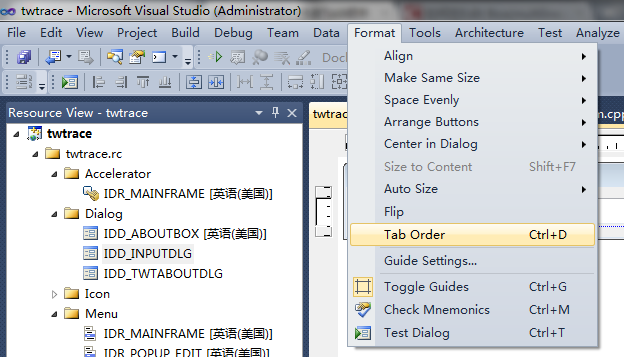 twtrace - Microsoft Visual Studio (Administrator)
File Edit View Project Build Debug Team Data Format Tools Architecture Test Analyze
Resource View - twtrace
twtrace
twtrace.rc
Accelerator
IDR_MAINFRAME [英语(美国)]
Dialog
IDD_ABOUTBOX [英语(美国)]
IDD_INPUTDLG
IDD_TWTABOUTDLG
Icon
Menu
IDR_MAINFRAME [英语(美国)]
IDR_POPUP_EDIT [英语(美国)]
Align
Make Same Size
Space Evenly
Arrange Buttons
Center in Dialog
Size to Content Shift+F7
Auto Size
Flip
Tab Order Ctrl+D
Guide Settings...
Toggle Guides Ctrl+G
Check Mnemonics Ctrl+M
Test Dialog Ctrl+T